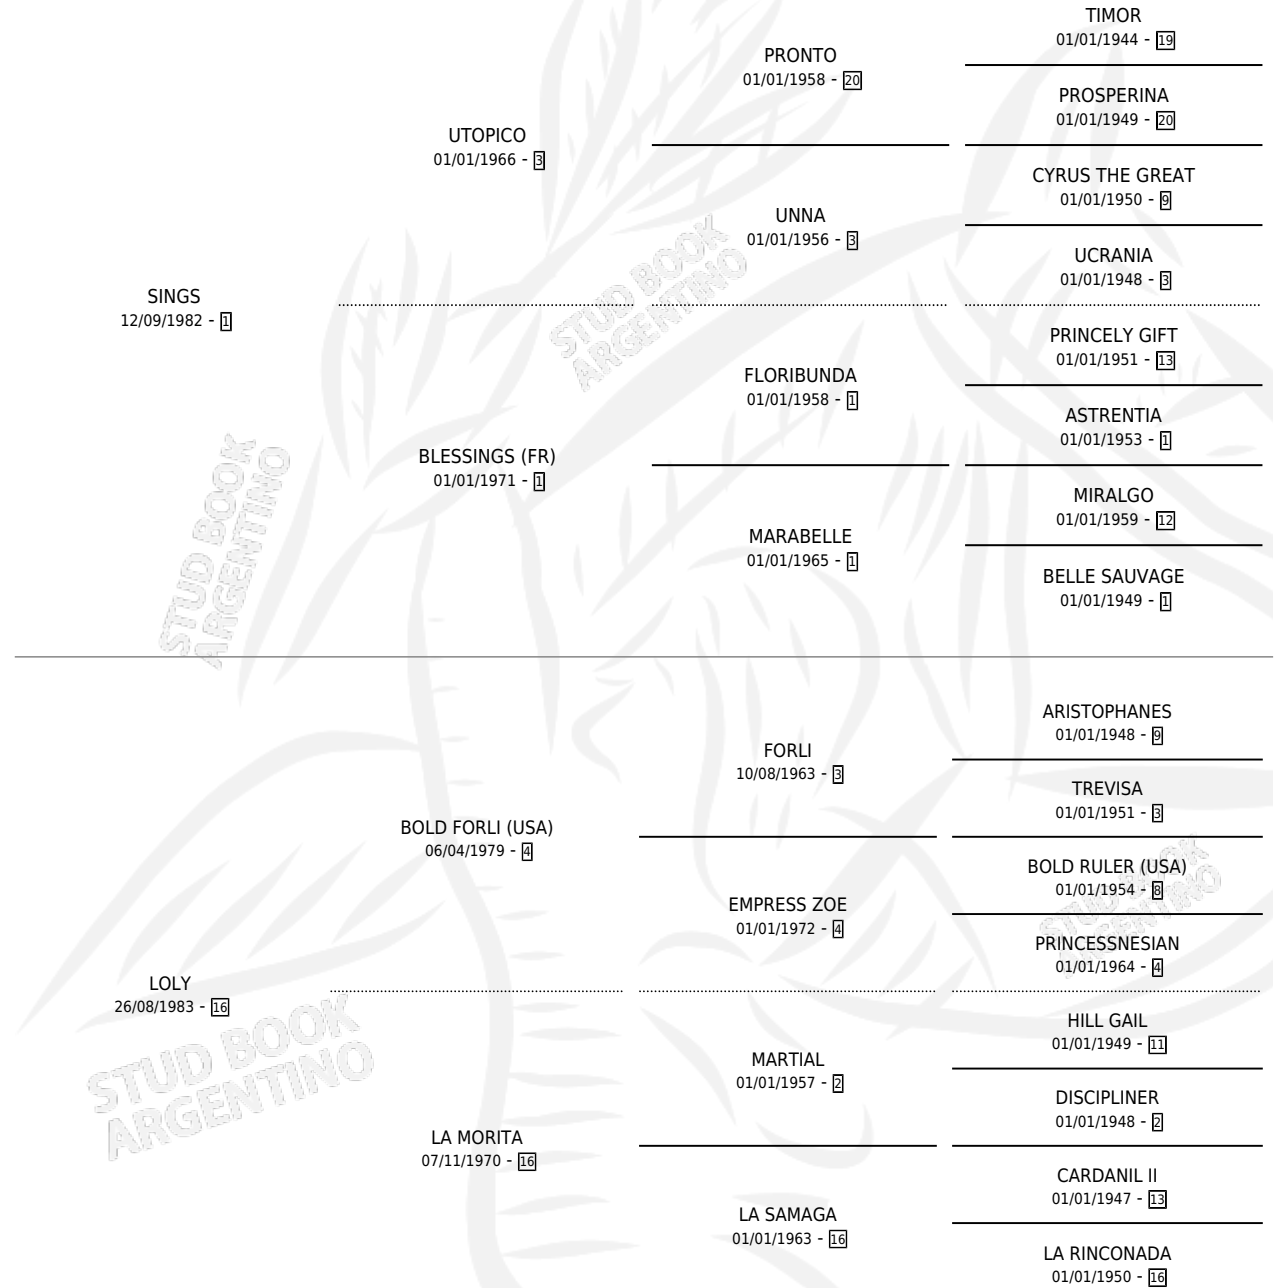 TIMOR
01/01/1944 - 19
PRONTO
01/01/1958 - 20
PROSPERINA
01/01/1949 - 20
UTOPICO
01/01/1966 - 3
CYRUS THE GREAT
01/01/1950 - 9
UNNA
01/01/1956 - 3
UCRANIA
01/01/1948 - 3
SINGS
12/09/1982 - 1
PRINCELY GIFT
01/01/1951 - 13
FLORIBUNDA
01/01/1958 - 1
ASTRENTIA
01/01/1953 - 1
BLESSINGS (FR)
01/01/1971 - 1
MIRALGO
01/01/1959 - 12
MARABELLE
01/01/1965 - 1
BELLE SAUVAGE
01/01/1949 - 1
STUD BOOK
ARGENTINO
STUD BOOK
ARGENTINO
ARISTOPHANES
01/01/1948 - 9
FORLI
10/08/1963 - 3
TREVISA
01/01/1951 - 3
BOLD FORLI (USA)
06/04/1979 - 4
BOLD RULER (USA)
01/01/1954 - 8
EMPRESS ZOE
01/01/1972 - 4
PRINCESSNESIAN
01/01/1964 - 4
STUD BOOK
ARGENTINO
LOLY
26/08/1983 - 16
HILL GAIL
01/01/1949 - 11
MARTIAL
01/01/1957 - 2
DISCIPLINER
01/01/1948 - 2
STUD BOOK
ARGENTINO
LA MORITA
07/11/1970 - 16
CARDANIL II
01/01/1947 - 13
LA SAMAGA
01/01/1963 - 16
LA RINCONADA
01/01/1950 - 16